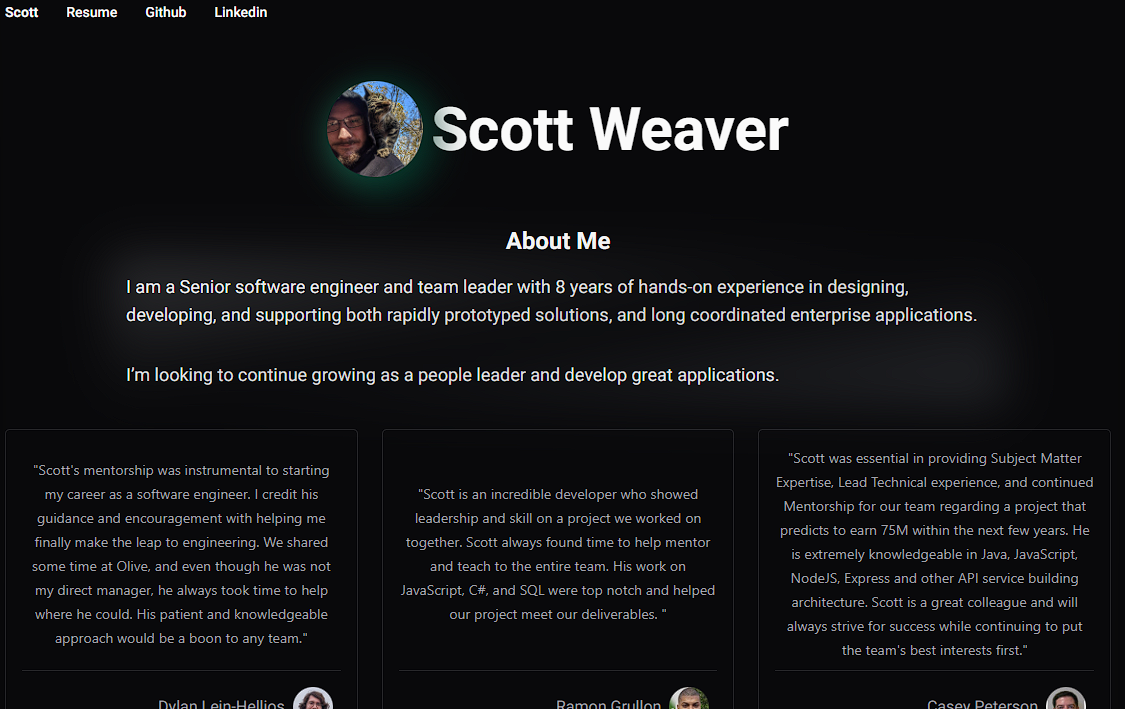 Scott Resume Github Linkedin
Scott Weaver
About Me
I am a Senior software engineer and team leader with 8 years of hands-on experience in designing,
developing, and supporting both rapidly prototyped solutions, and long coordinated enterprise applications.
I’m looking to continue growing as a people leader and develop great applications.
"Scott's mentorship was instrumental to starting
my career as a software engineer. I credit his
guidance and encouragement with helping me
finally make the leap to engineering. We shared
some time at Olive, and even though he was not
my direct manager, he always took time to help
where he could. His patient and knowledgeable
approach would be a boon to any team."
Dylan Lein-Hellios
"Scott is an incredible developer who showed
leadership and skill on a project we worked on
together. Scott always found time to help mentor
and teach to the entire team. His work on
JavaScript, C#, and SQL were top notch and helped
our project meet our deliverables. "
Ramon Grullon
"Scott was essential in providing Subject Matter
Expertise, Lead Technical experience, and continued
Mentorship for our team regarding a project that
predicts to earn 75M within the next few years. He
is extremely knowledgeable in Java, JavaScript,
NodeJS, Express and other API service building
architecture. Scott is a great colleague and will
always strive for success while continuing to put
the team's best interests first."
Casey Peterson